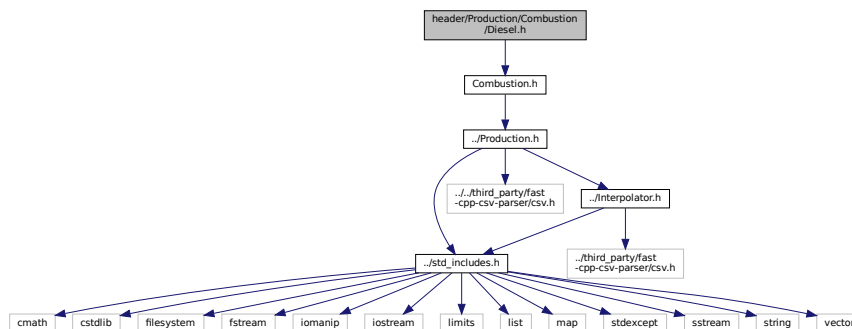 header/Production/Combustion
/Diesel.h
Combustion.h
../Production.h
../../third_party/fast
-cpp-csv-parser/csv.h
../Interpolator.h
../third_party/fast
-cpp-csv-parser/csv.h
../std_includes.h
cmath
cstdlib
filesystem
fstream
iomanip
iostream
limits
list
map
stdexcept
sstream
string
vector